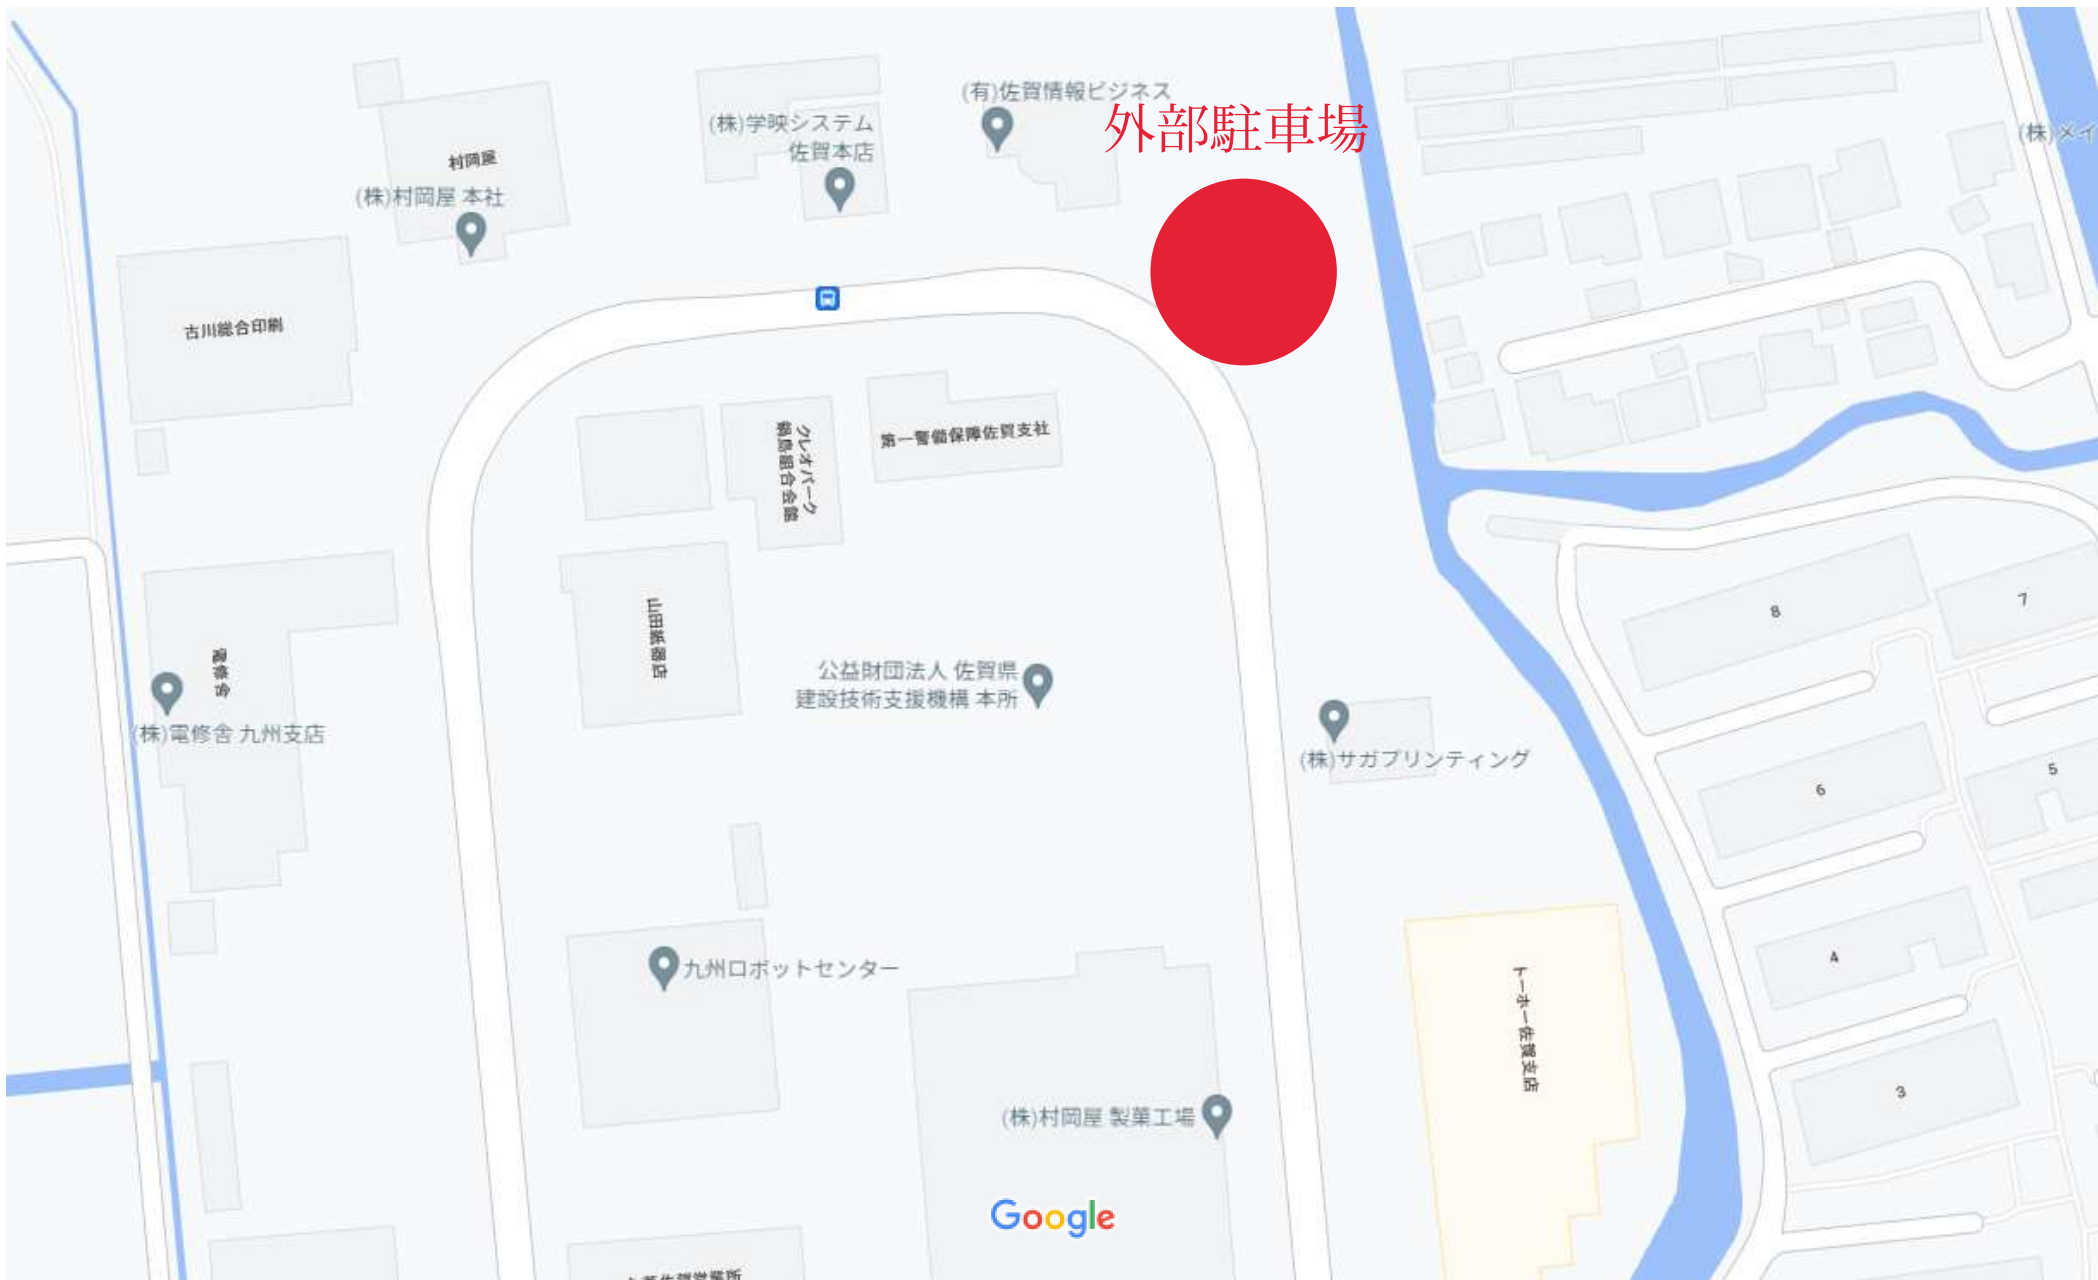 (有)佐賀情報ビジネス
外部駐車場
(株)学映システム
佐賀本店
(株)メイ
村岡屋
(株)村岡屋 本社
古川総合印刷
クレオパーク
鍋島組合会館
第一警備保障佐賀支社
山田紙器店
8
7
電修舎
(株)電修舎 九州支店
公益財団法人 佐賀県
建設技術支援機構 本所
(株)サガプリンティング
6
5
九州ロボットセンター
4
トーホー佐賀支店
3
(株)村岡屋 製菓工場
Google